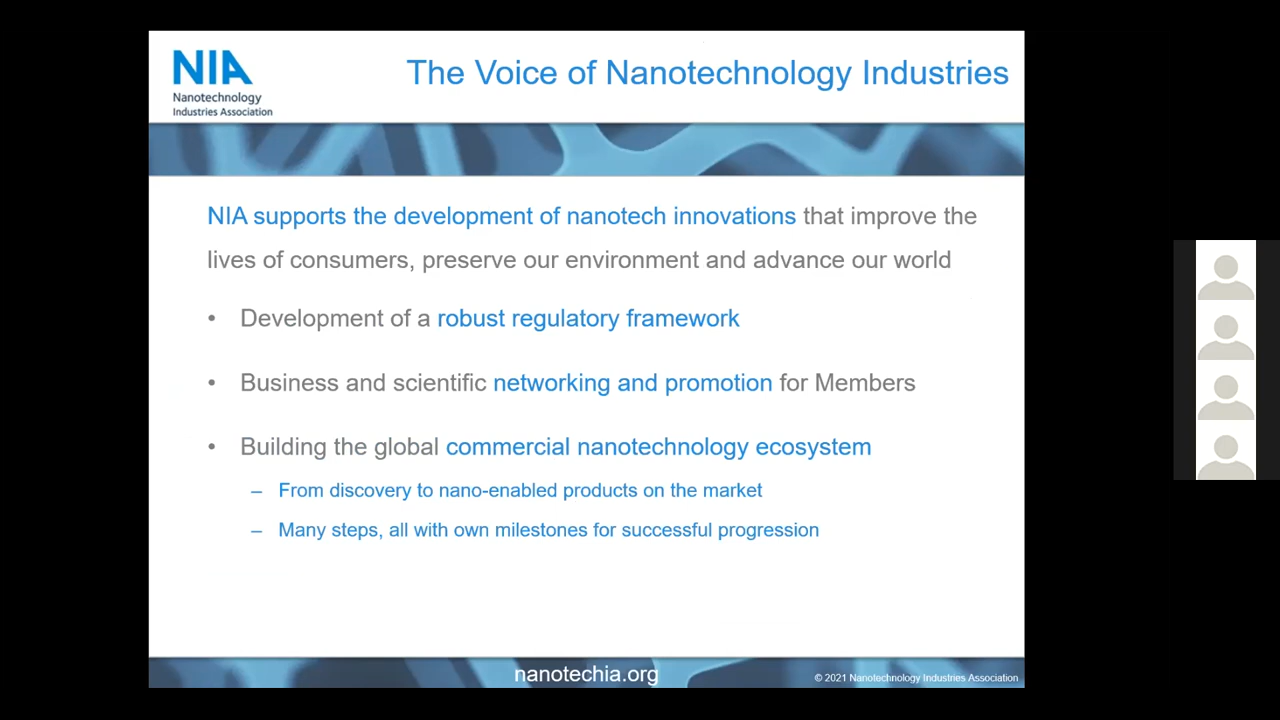 NIA
Nanotechnology
Industries Association
The Voice of Nanotechnology Industries
NIA supports the development of nanotech innovations that improve the
lives of consumers, preserve our environment and advance our world
• Development of a robust regulatory framework
• Business and scientific networking and promotion for Members
• Building the global commercial nanotechnology ecosystem
– From discovery to nano-enabled products on the market
– Many steps, all with own milestones for successful progression
nanotechia.org
© 2021 Nanotechnology Industries Association